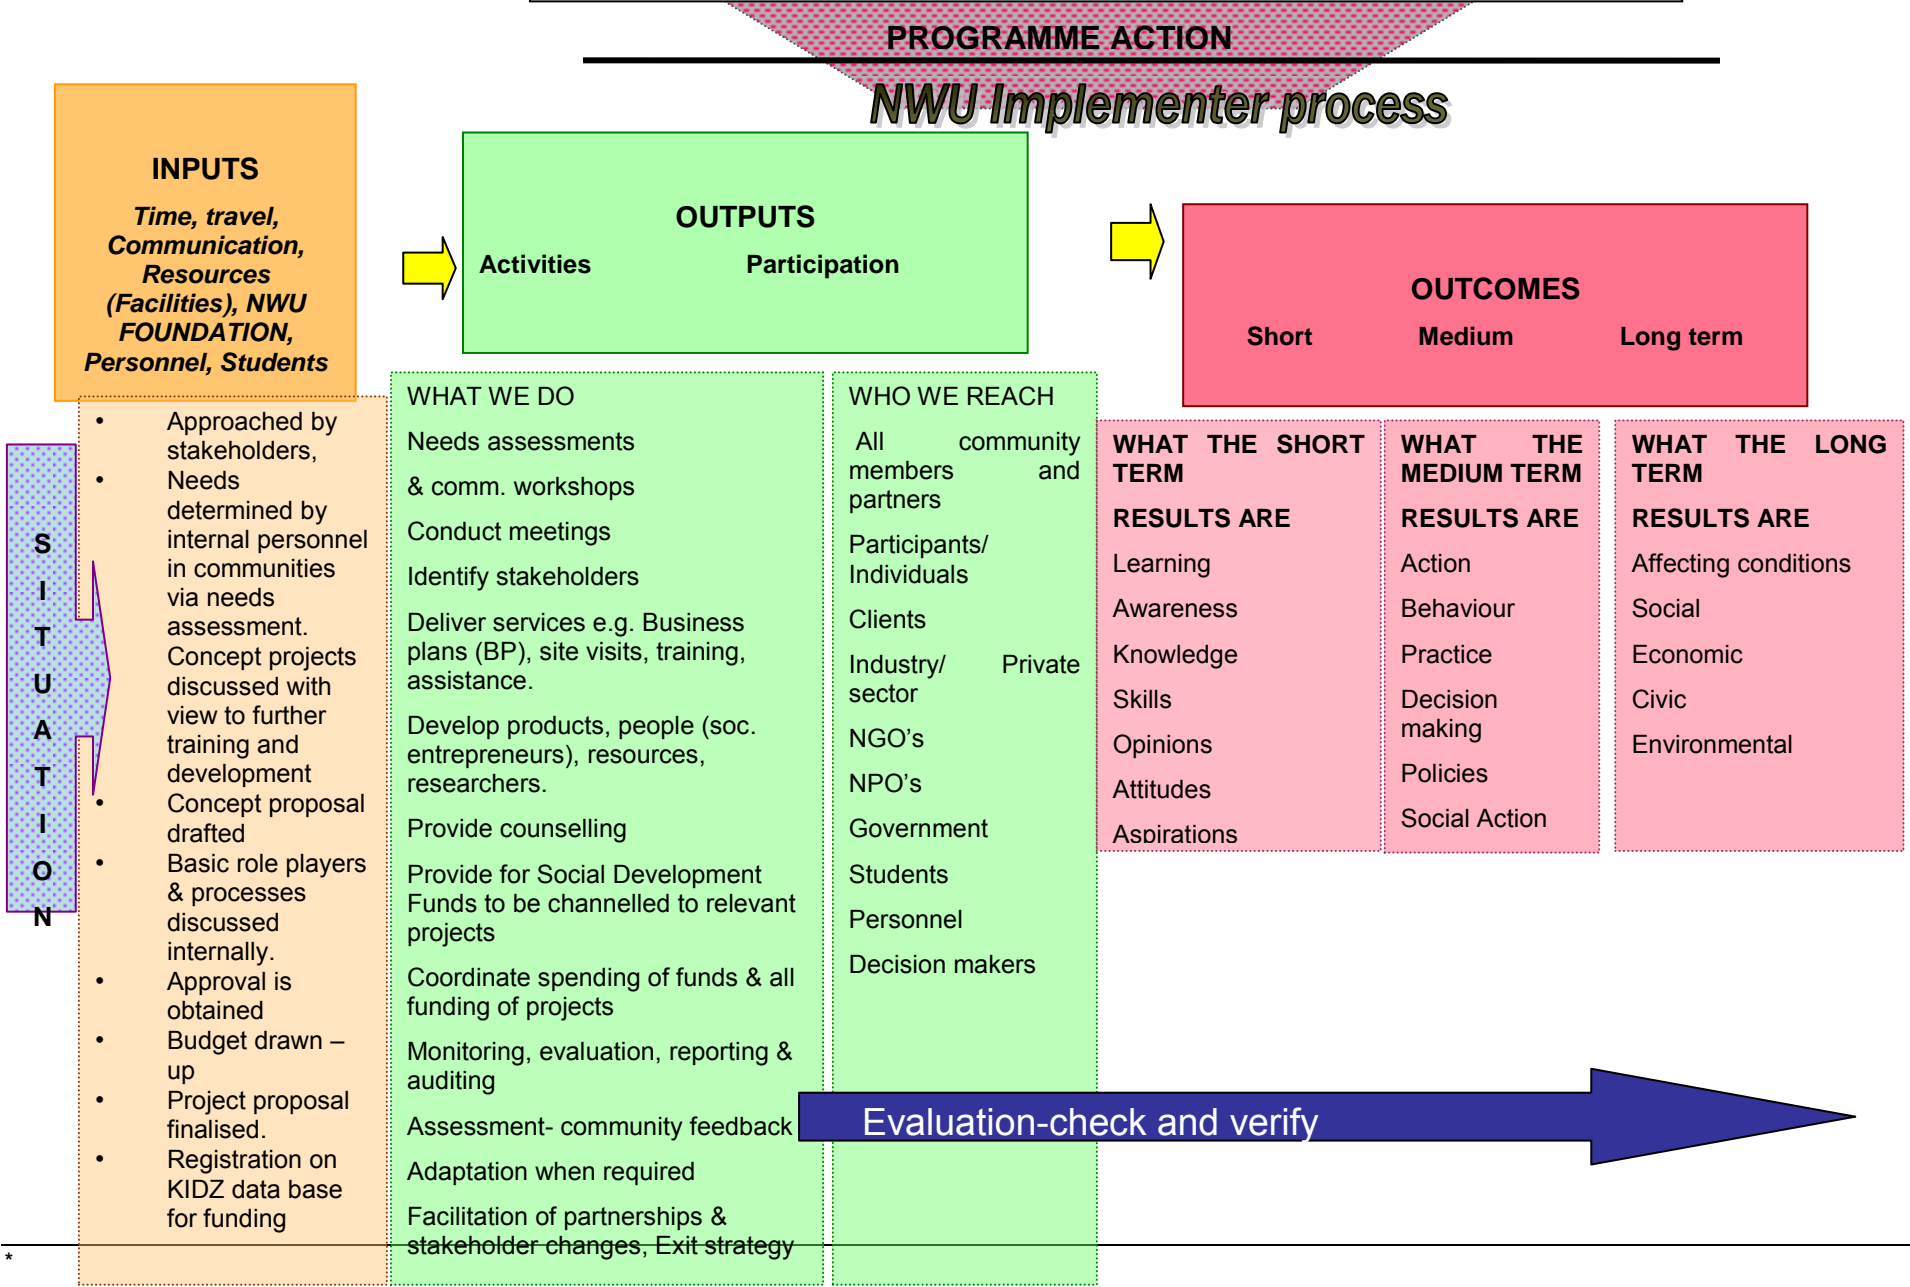 PROGRAMME ACTION
NWU Implementer process
INPUTS
Time, travel,
Communication,
Resources
(Facilities), NWU
FOUNDATION,
Personnel, Students
OUTPUTS
Activities Participation
OUTCOMES
Short Medium Long term
S
I
T
U
A
T
I
O
N
• Approached by
stakeholders,
• Needs
determined by
internal personnel
in communities
via needs
assessment.
Concept projects
discussed with
view to further
training and
development
• Concept proposal
drafted
• Basic role players
& processes
discussed
internally.
• Approval is
obtained
• Budget drawn –
up
• Project proposal
finalised.
• Registration on
KIDZ data base
for funding
WHAT WE DO
Needs assessments
& comm. workshops
Conduct meetings
Identify stakeholders
Deliver services e.g. Business
plans (BP), site visits, training,
assistance.
Develop products, people (soc.
entrepreneurs), resources,
researchers.
Provide counselling
Provide for Social Development
Funds to be channelled to relevant
projects
Coordinate spending of funds & all
funding of projects
Monitoring, evaluation, reporting &
auditing
Assessment- community feedback
Adaptation when required
Facilitation of partnerships &
stakeholder changes, Exit strategy
WHO WE REACH
All community
members and
partners
Participants/
Individuals
Clients
Industry/ Private
sector
NGO's
NPO's
Government
Students
Personnel
Decision makers
WHAT THE SHORT
TERM
RESULTS ARE
Learning
Awareness
Knowledge
Skills
Opinions
Attitudes
Aspirations
WHAT THE
MEDIUM TERM
RESULTS ARE
Action
Behaviour
Practice
Decision
making
Policies
Social Action
WHAT THE LONG
TERM
RESULTS ARE
Affecting conditions
Social
Economic
Civic
Environmental
Evaluation-check and verify
*